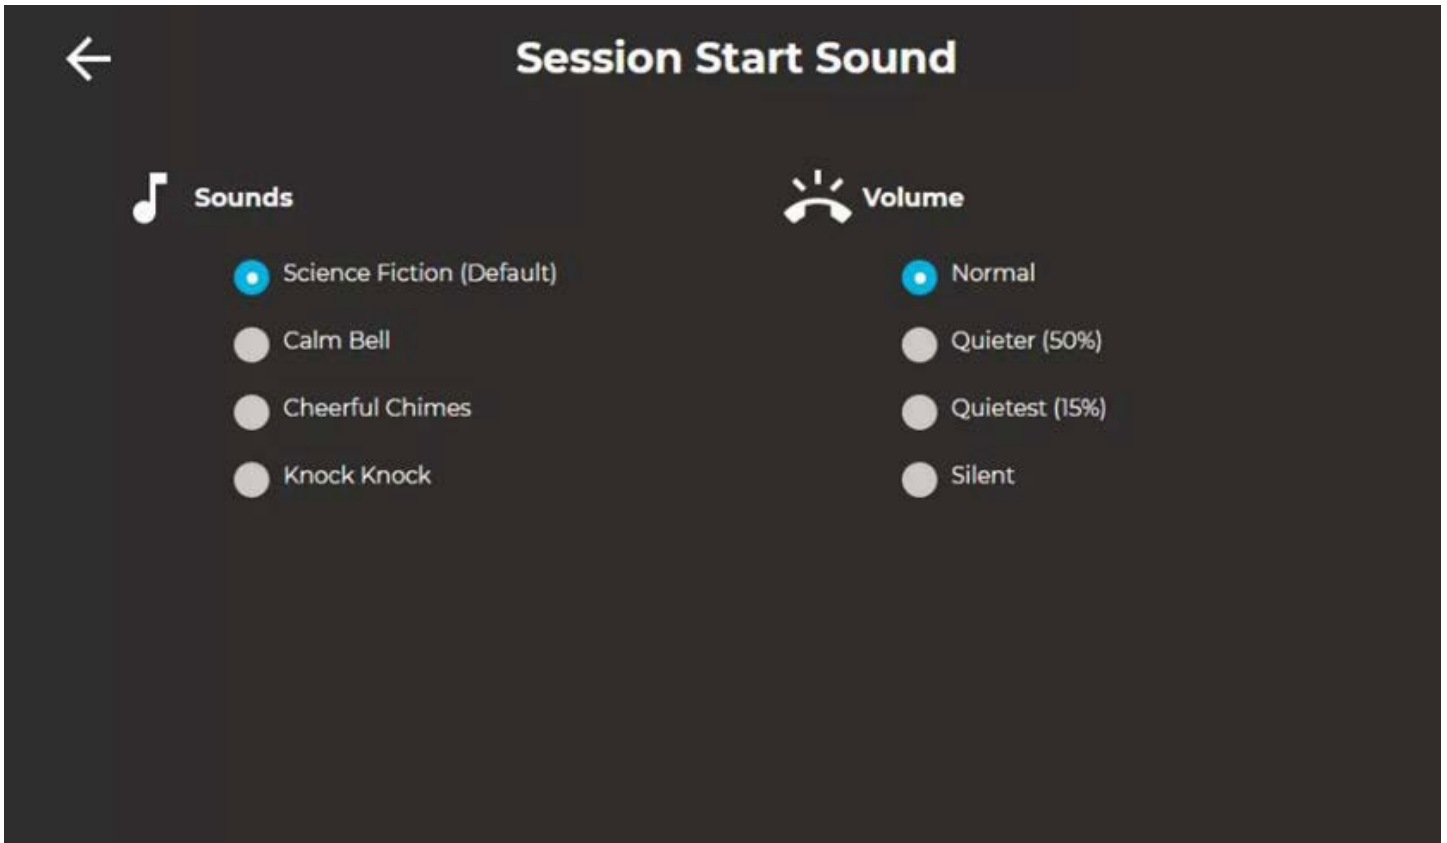 Session Start Sound
Sounds
Science Fiction (Default)
Calm Bell
Cheerful Chimes
Knock Knock
Volume
Normal
Quieter (50%)
Quietest (15%)
Silent